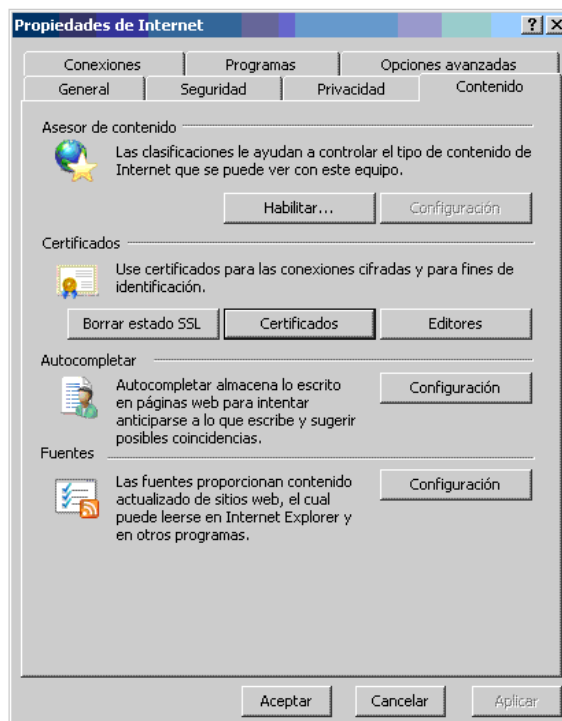 Propiedades de Internet
Conexiones Programas Opciones avanzadas
General Seguridad Privacidad Contenido
Asesor de contenido
Las clasificaciones le ayudan a controlar el tipo de contenido de
Internet que se puede ver con este equipo.
Habilitar... Configuración
Certificados
Use certificados para las conexiones cifradas y para fines de
identificación.
Borrar estado SSL Certificados Editores
Autocompletar
Autocompletar almacena lo escrito
en páginas web para intentar
anticiparse a lo que escribe y sugerir
posibles coincidencias.
Configuración
Fuentes
Las fuentes proporcionan contenido
actualizado de sitios web, el cual
puede leerse en Internet Explorer y
en otros programas.
Configuración
Aceptar Cancelar Aplicar